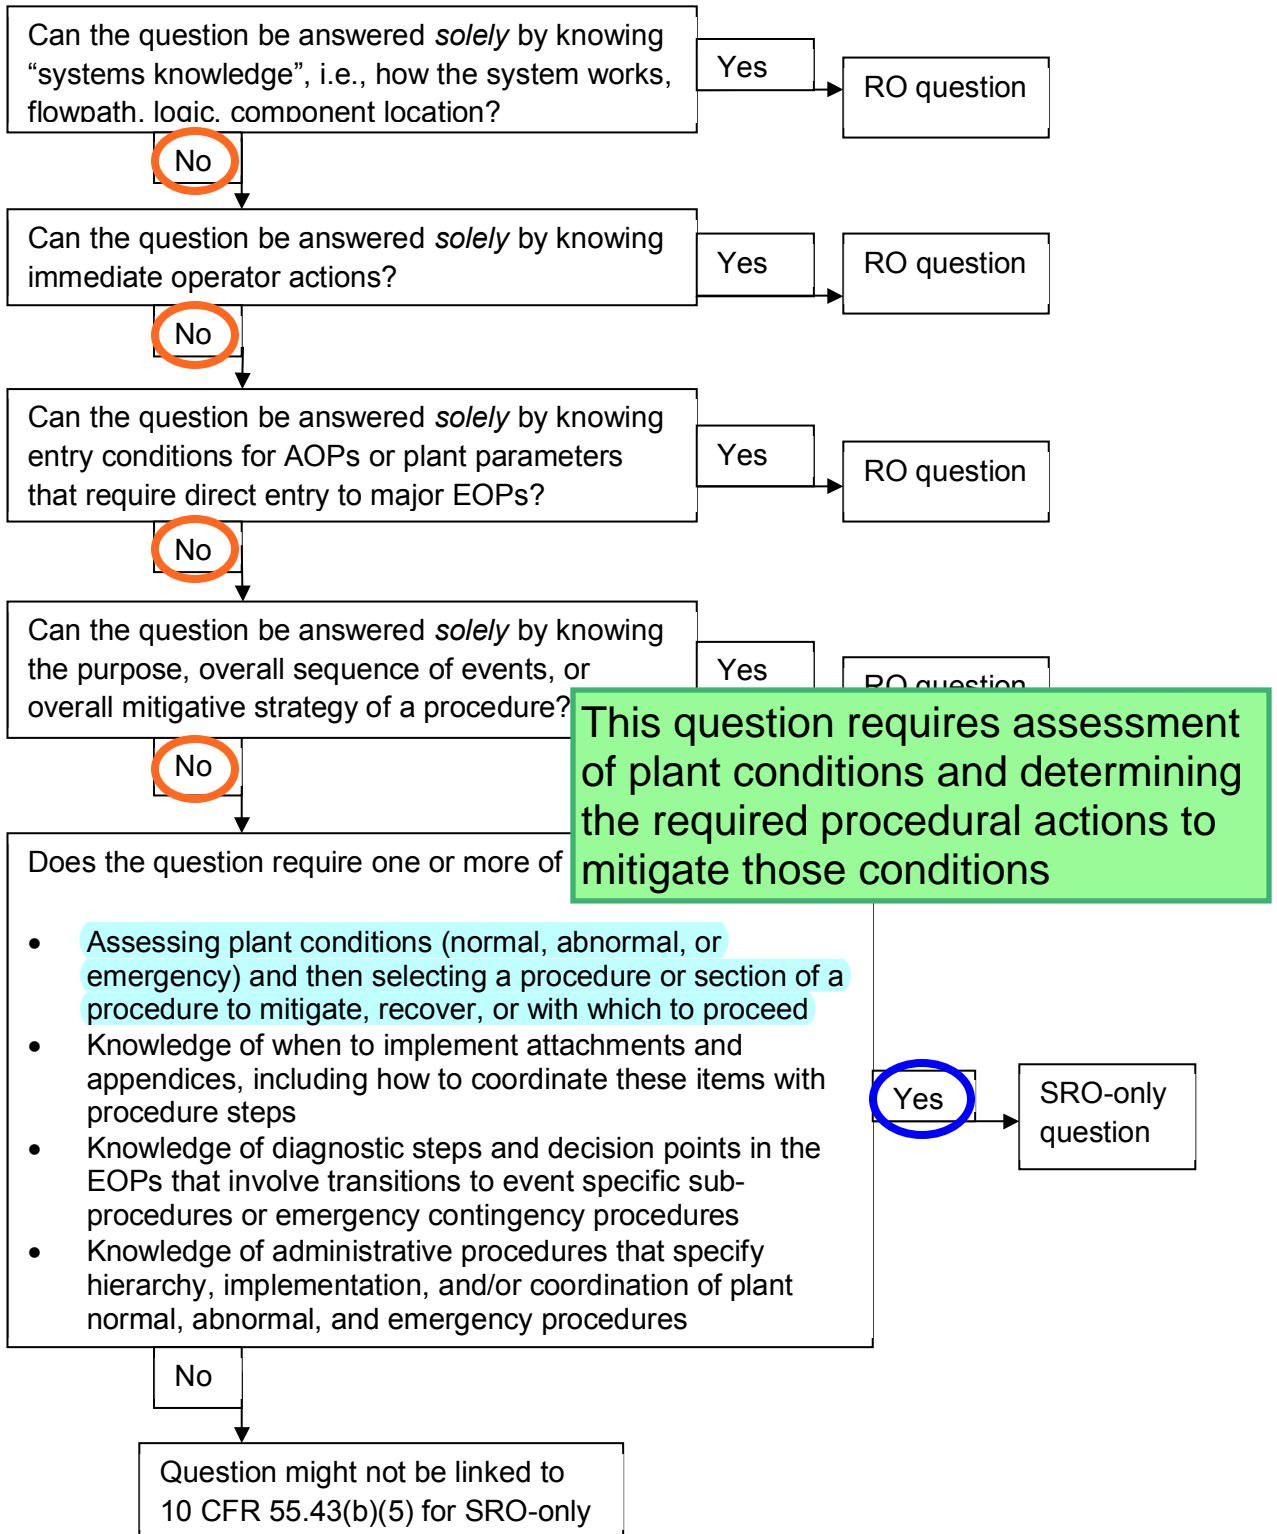 Can the question be answered solely by knowing
“systems knowledge”, i.e., how the system works,
flowpath, logic, component location?
Yes
RO question
No
Can the question be answered solely by knowing
immediate operator actions?
Yes
RO question
No
Can the question be answered solely by knowing
entry conditions for AOPs or plant parameters
that require direct entry to major EOPs?
Yes
RO question
No
Can the question be answered solely by knowing
the purpose, overall sequence of events, or
overall mitigative strategy of a procedure?
Yes
RO question
No
This question requires assessment
of plant conditions and determining
the required procedural actions to
mitigate those conditions
Does the question require one or more of
• Assessing plant conditions (normal, abnormal, or
emergency) and then selecting a procedure or section of a
procedure to mitigate, recover, or with which to proceed
• Knowledge of when to implement attachments and
appendices, including how to coordinate these items with
procedure steps
• Knowledge of diagnostic steps and decision points in the
EOPs that involve transitions to event specific sub-
procedures or emergency contingency procedures
• Knowledge of administrative procedures that specify
hierarchy, implementation, and/or coordination of plant
normal, abnormal, and emergency procedures
Yes
SRO-only
question
No
Question might not be linked to
10 CFR 55.43(b)(5) for SRO-only